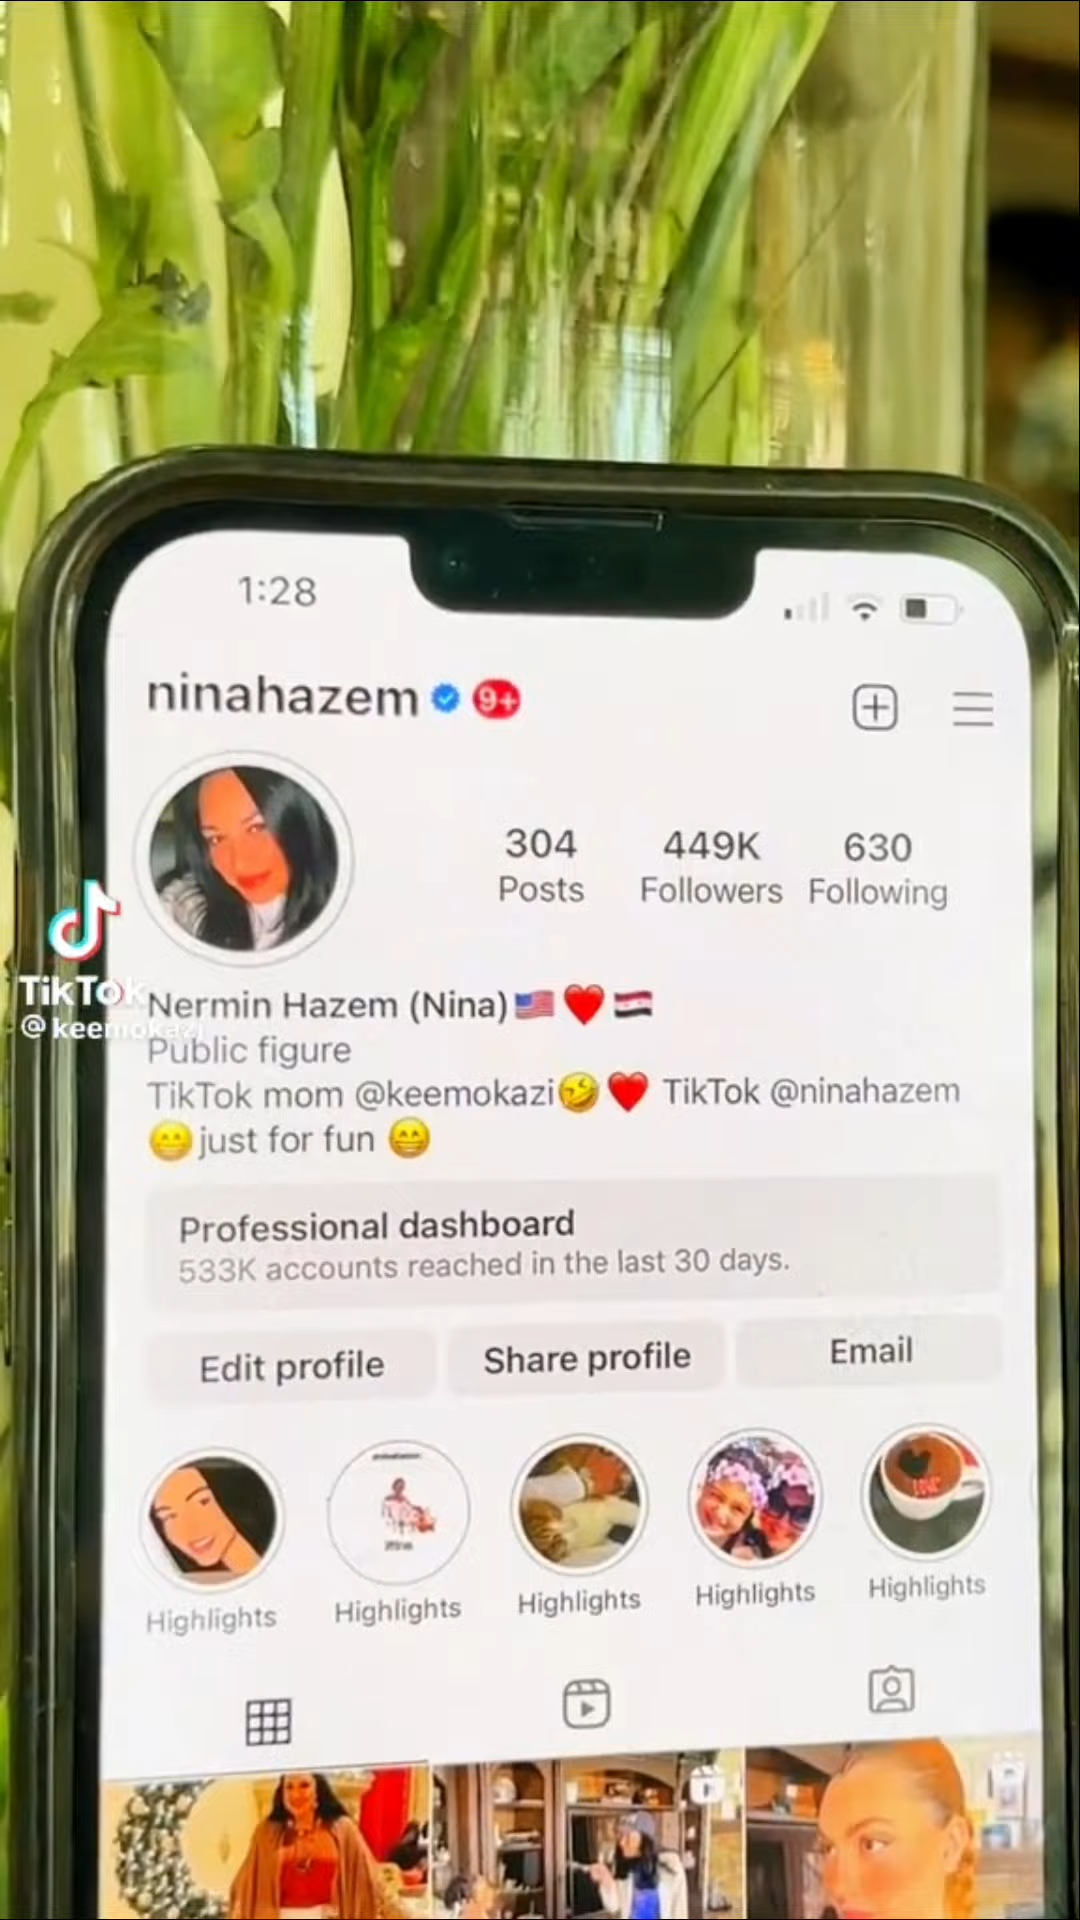 1:28
ninahazem 9+
304 449K 630
Posts Followers Following
TikTok
@keemokazi
Nermin Hazem (Nina)🇺🇸❤️🇪🇬
Public figure
TikTok mom @keemokazi🤣❤️ TikTok @ninahazem
😁just for fun 😁
Professional dashboard
533K accounts reached in the last 30 days.
Edit profile Share profile Email
Highlights Highlights Highlights Highlights Highlights